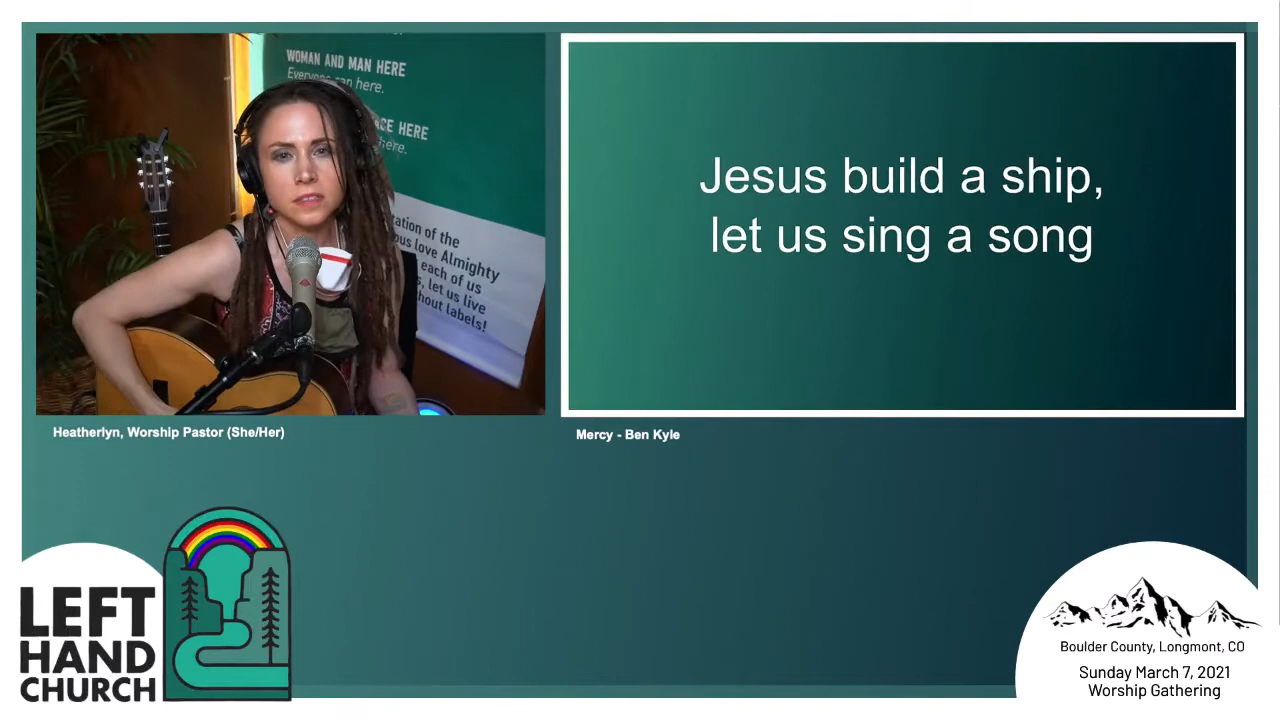 WOMAN AND MAN HERE
here.
HERE
here.
of the
love Almighty
each of us
let us live
labels!
Jesus build a ship,
let us sing a song
Heatherlyn, Worship Pastor (She/Her)
Mercy - Ben Kyle
LEFT
HAND
CHURCH
Boulder County, Longmont, CO
Sunday March 7, 2021
Worship Gathering